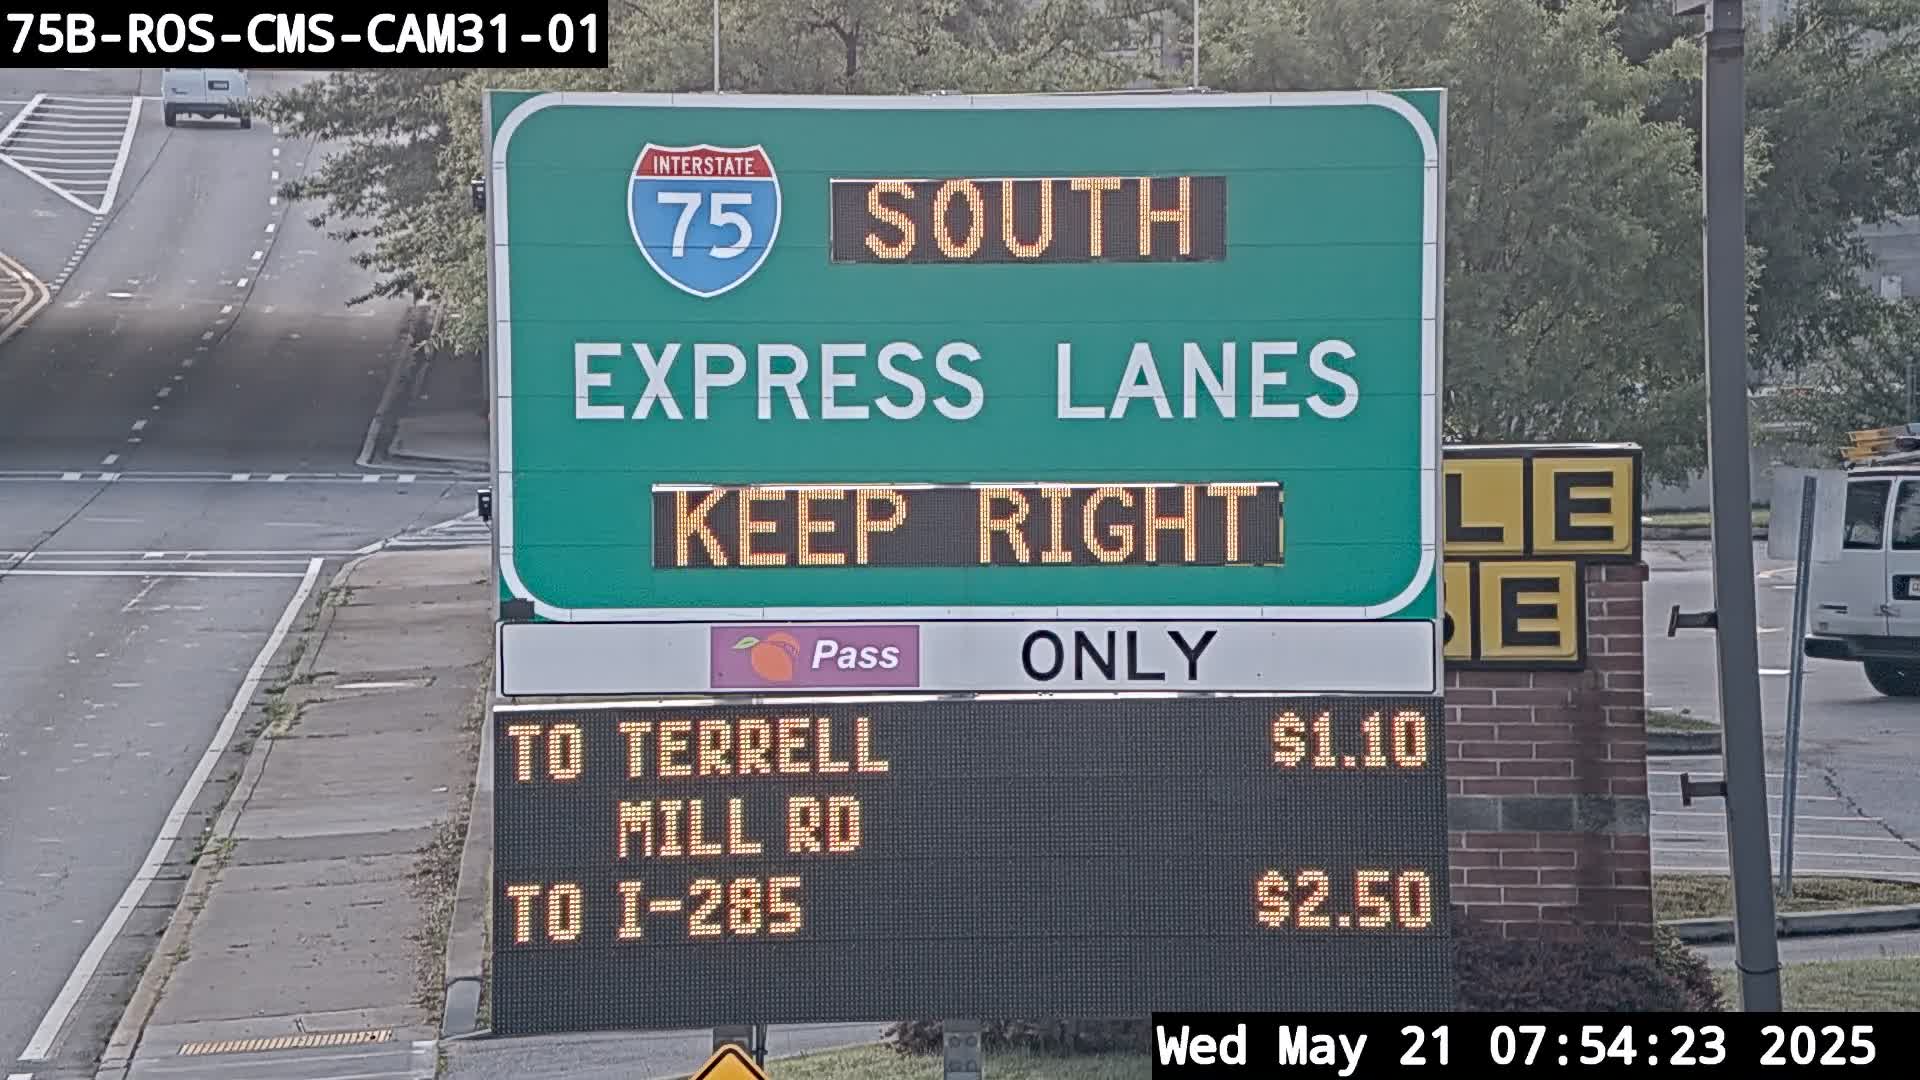 75B-ROS-CMS-CAM31-01
INTERSTATE
75
SOUTH
EXPRESS LANES
KEEP RIGHT
LE
E
Pass ONLY
TO TERRELL $1.10
MILL RD
TO I-285 $2.50
Wed May 21 07:54:23 2025